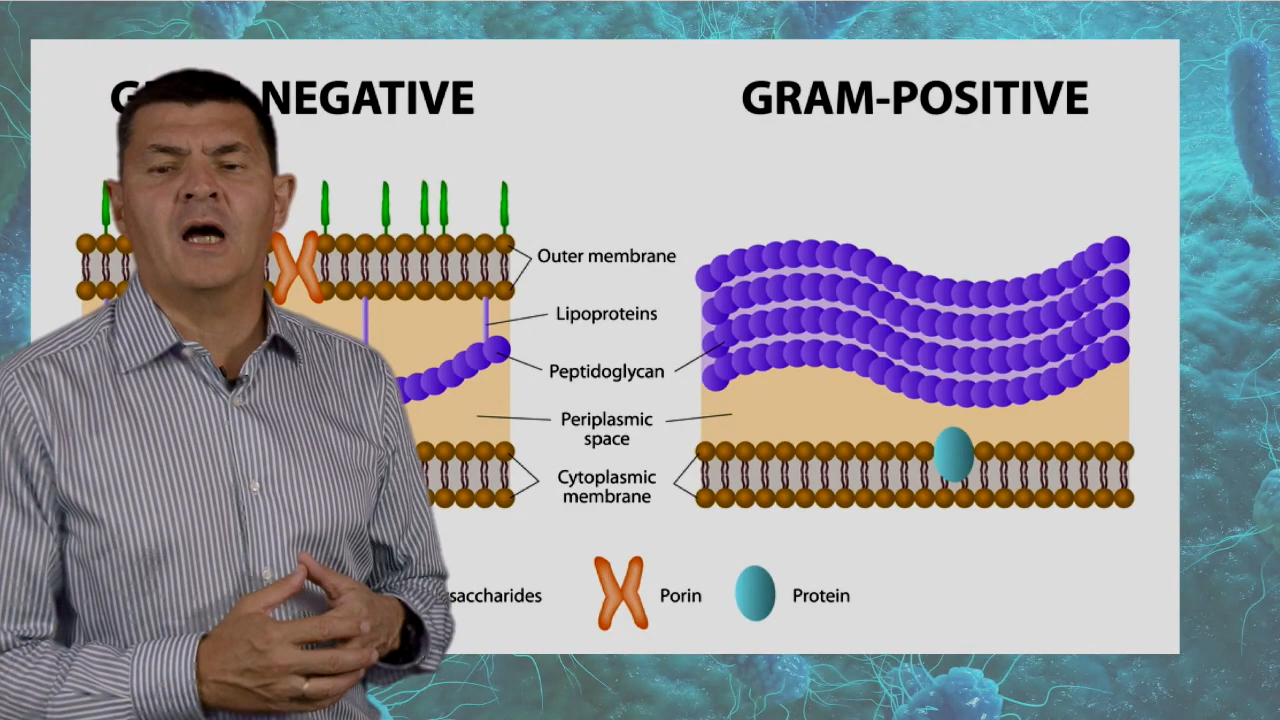 -NEGATIVE
GRAM-POSITIVE
Outer membrane
Lipoproteins
Peptidoglycan
Periplasmic
space
Cytoplasmic
membrane
saccharides
Porin
Protein